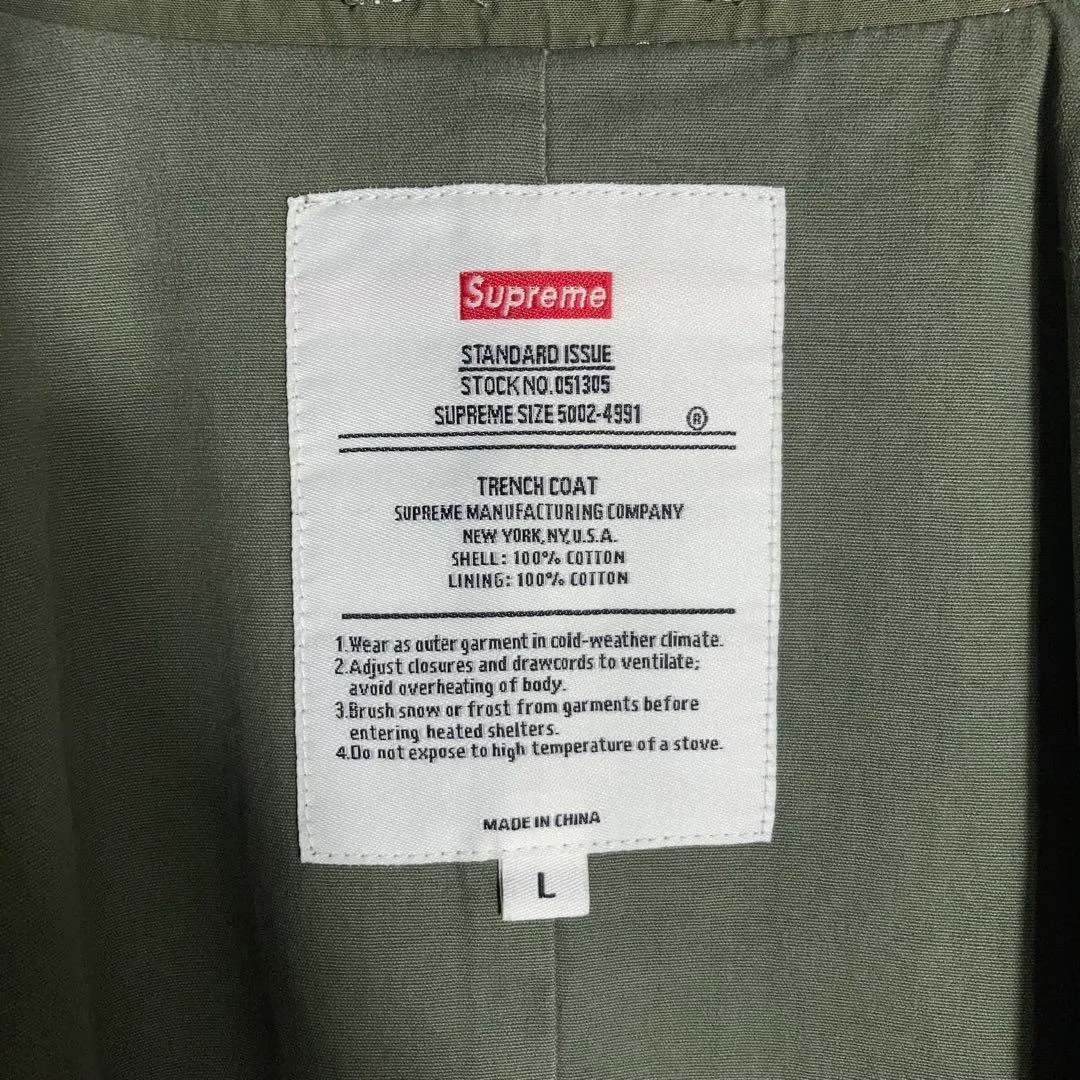 Supreme
STANDARD ISSUE
STOCK NO.051305
SUPREME SIZE 5002-4991 ®
TRENCH COAT
SUPREME MANUFACTURING COMPANY
NEW YORK,NY,U.S.A.
SHELL: 100% COTTON
LINING: 100% COTTON
1.Wear as outer garment in cold-weather climate.
2.Adjust closures and drawcords to ventilate;
avoid overheating of body.
3.Brush snow or frost from garments before
entering heated shelters.
4.Do not expose to high temperature of a stove.
MADE IN CHINA
L